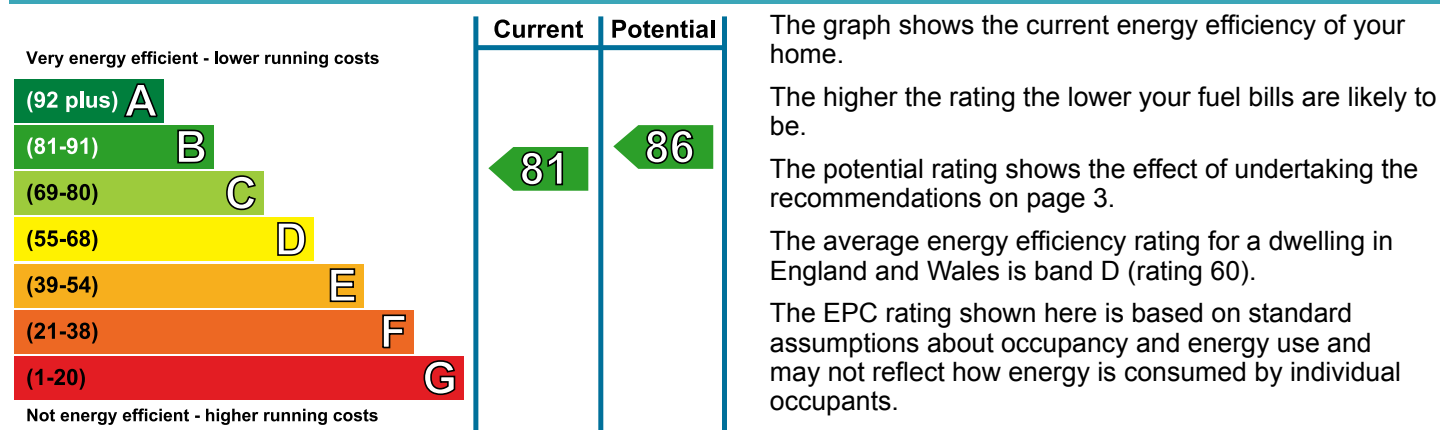 Current Potential
Very energy efficient - lower running costs
(92 plus) A
(81-91) B
(69-80) C
(55-68) D
(39-54) E
(21-38) F
(1-20) G
Not energy efficient - higher running costs
81
86
The graph shows the current energy efficiency of your
home.
The higher the rating the lower your fuel bills are likely to
be.
The potential rating shows the effect of undertaking the
recommendations on page 3.
The average energy efficiency rating for a dwelling in
England and Wales is band D (rating 60).
The EPC rating shown here is based on standard
assumptions about occupancy and energy use and
may not reflect how energy is consumed by individual
occupants.